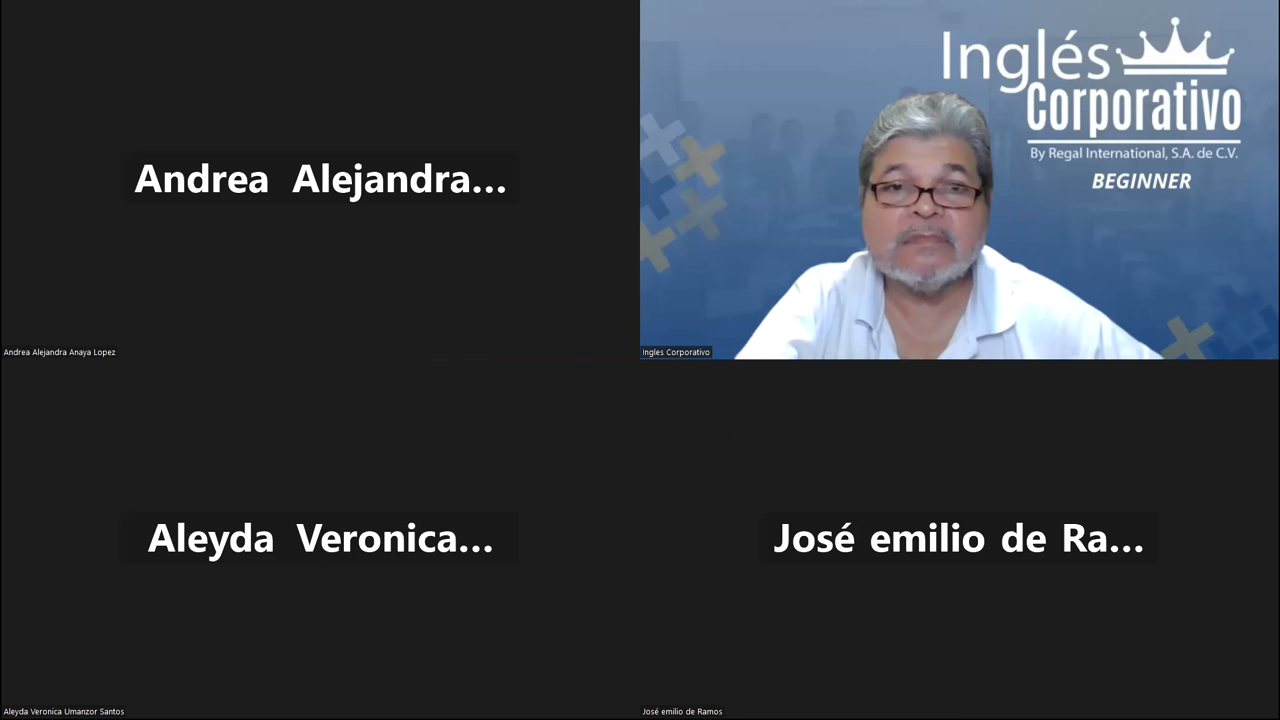 Andrea Alejandra...
Andrea Alejandra Anaya Lopez
Inglés
Corporativo
By Regal International, S.A. de C.V.
BEGINNER
Ingles Corporativo
Aleyda Veronica...
Aleyda Veronica Umanzor Santos
José emilio de Ra...
José emilio de Ramos